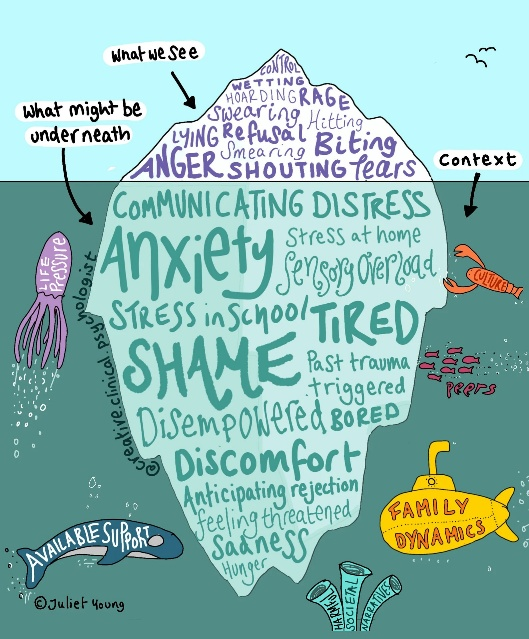 What we see
CONTROL
WETTING
HOARDING RAGE
Swearing Hitting
LYING Refusal Biting
Smearing
ANGER SHOUTING Tears
What might be
underneath
Context
COMMUNICATING DISTRESS
Anxiety
Stress at home
Sensory Overload
STRESS in School TIRED
SHAME
Past trauma
triggered
Disempowered BORED
Discomfort
Anticipating rejection
feeling threatened
Sadness
Hunger
LIFE
Pressure
CULTURE
peers
FAMILY
DYNAMICS
AVAILABLE SUPPORT
HARMFUL
SOCIETAL
NARRATIVES
@creative.clinical.psychologist
©Juliet Young